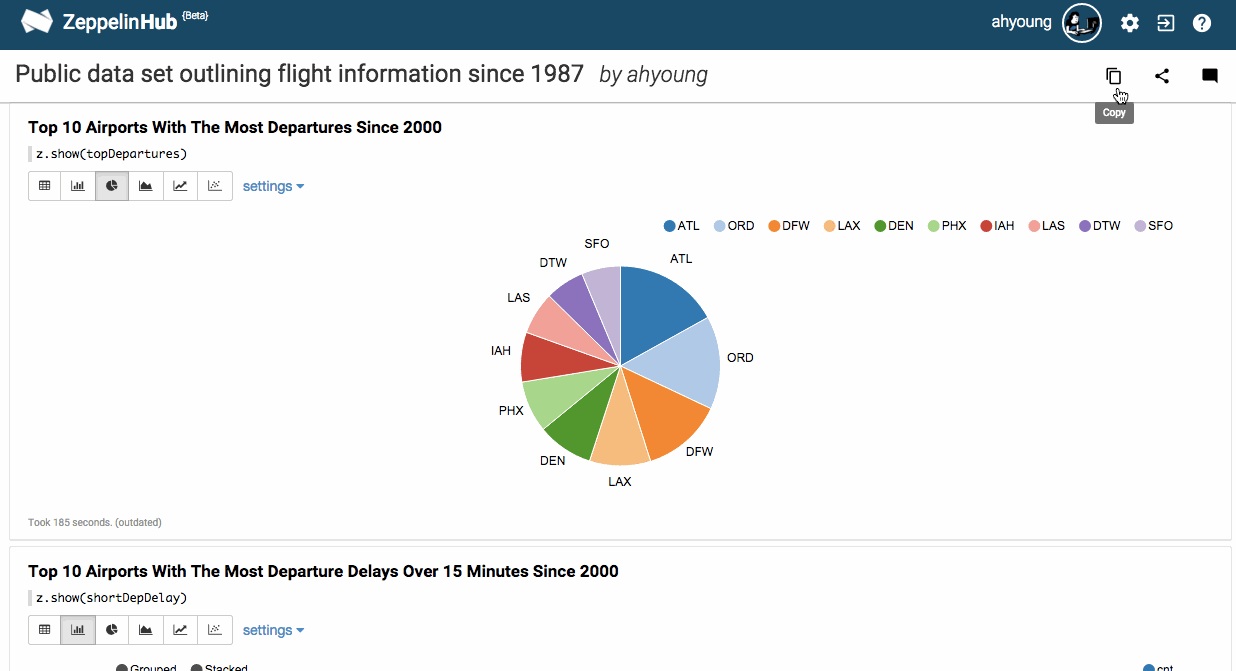 ZeppelinHub (Beta)
ahyoung
?
Public data set outlining flight information since 1987 by ahyoung
Copy
Top 10 Airports With The Most Departures Since 2000
z.show(topDepartures)
settings
ATL ORD DFW LAX DEN PHX IAH LAS DTW SFO
SFO
ATL
DTW
LAS
IAH
ORD
PHX
DFW
DEN
LAX
Took 185 seconds. (outdated)
Top 10 Airports With The Most Departure Delays Over 15 Minutes Since 2000
z.show(shortDepDelay)
settings
Grouped Stacked cnt